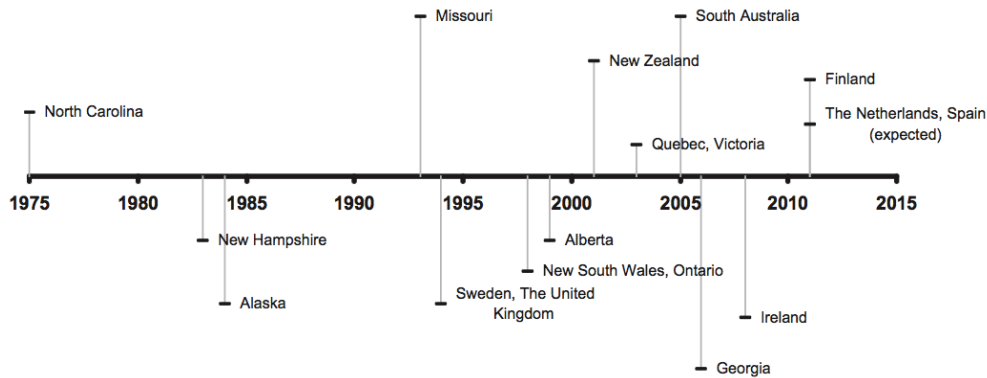 Missouri
South Australia
New Zealand
Finland
North Carolina
The Netherlands, Spain
(expected)
Quebec, Victoria
1975 1980 1985 1990 1995 2000 2005 2010 2015
New Hampshire
Alberta
New South Wales, Ontario
Alaska
Sweden, The United
Kingdom
Ireland
Georgia